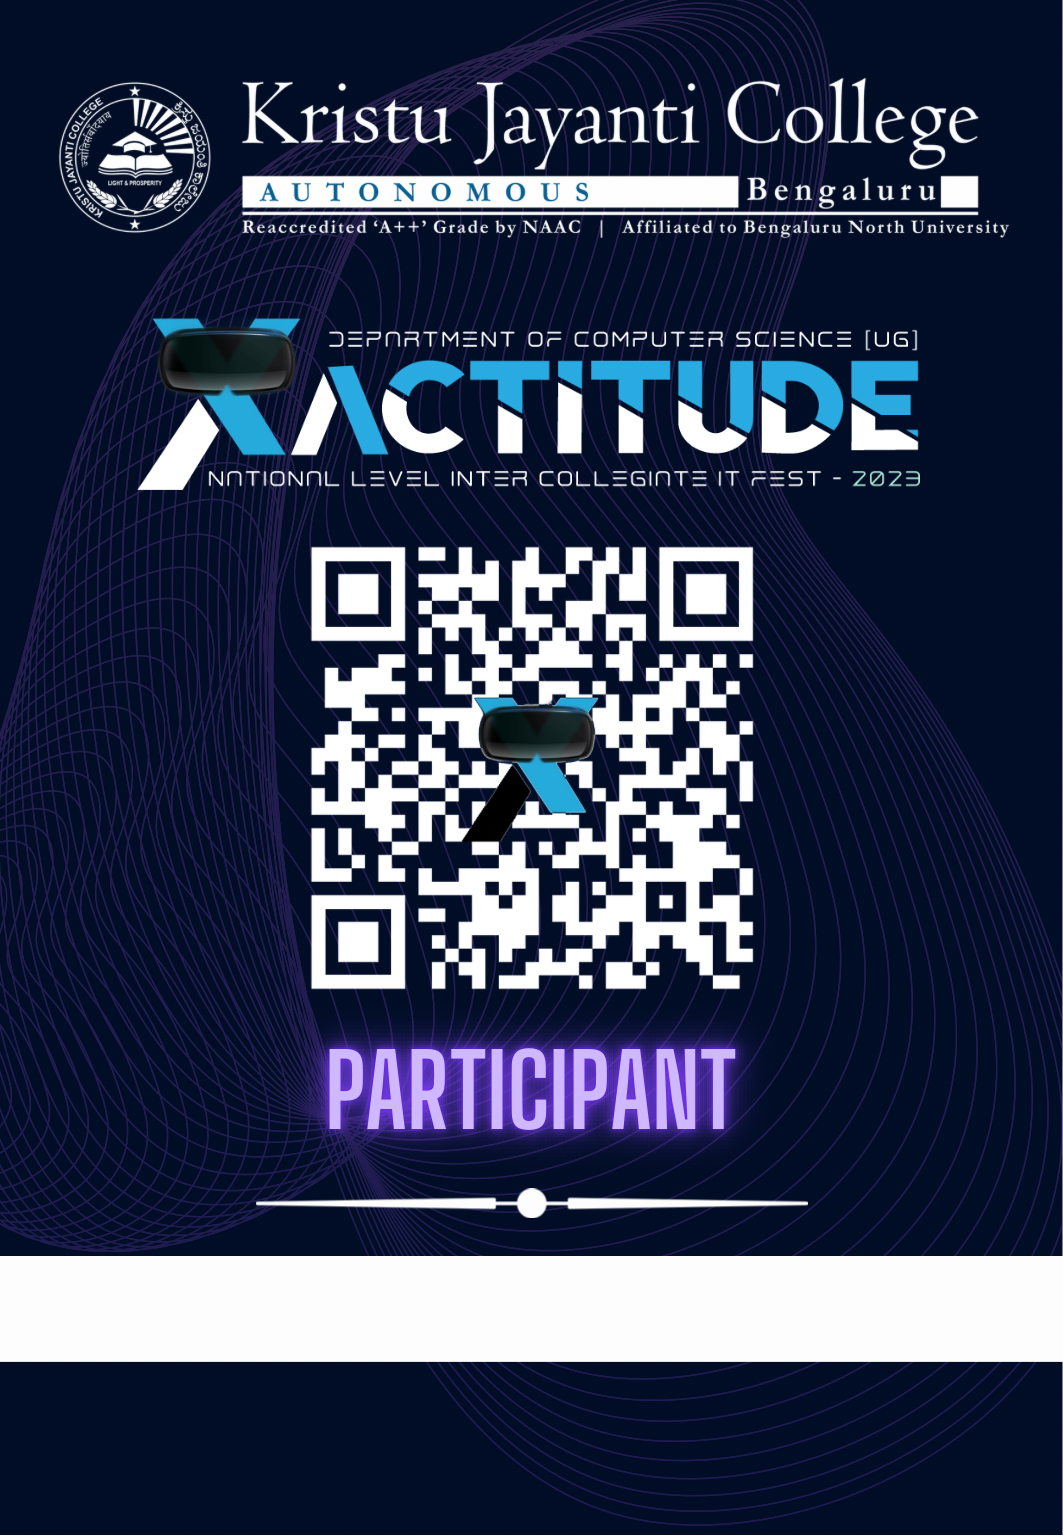 Kristu Jayanti College
AUTONOMOUS Bengaluru
Reaccredited ‘A++’ Grade by NAAC | Affiliated to Bengaluru North University
KRISTU JAYANTI COLLEGE
LIGHT & PROSPERITY
DEPARTMENT OF COMPUTER SCIENCE [UG]
XACTITUDE
NATIONAL LEVEL INTER COLLEGIATE IT FEST - 2023
PARTICIPANT